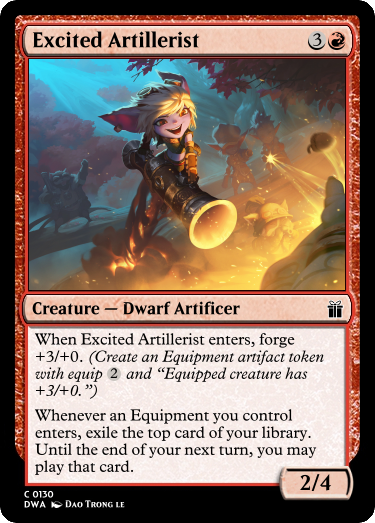 Excited Artillerist 3
Creature — Dwarf Artificer
When Excited Artillerist enters, forge
+3/+0. (Create an Equipment artifact token
with equip 2 and “Equipped creature has
+3/+0.”)
Whenever an Equipment you control
enters, exile the top card of your library.
Until the end of your next turn, you may
play that card.
2/4
C 0130
DWA Dao Trong Le